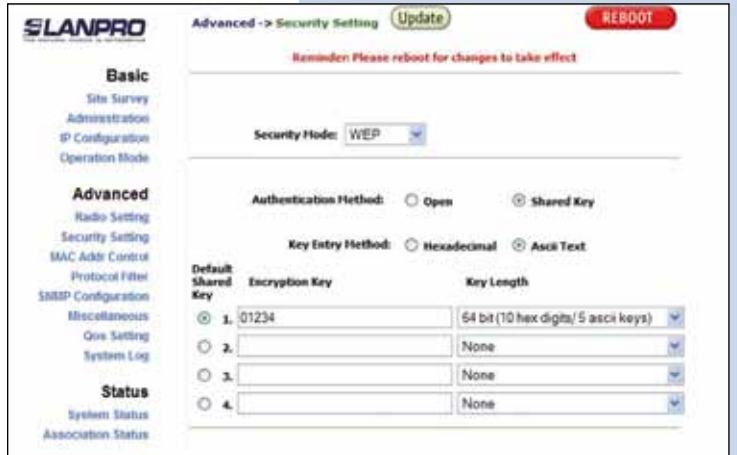 LANPRO
Advanced -> Security Setting
Update
REBOOT
Reminder: Please reboot for changes to take effect
Basic
Site Survey
Administration
IP Configuration
Operation Mode
Advanced
Radio Setting
Security Setting
MAC Addr Control
Protocol Filter
SNMP Configuration
Miscellaneous
Qos Setting
System Log
Status
System Status
Association Status
Security Mode: WEP
Authentication Method: Open Shared Key
Key Entry Method: Hexadecimal Ascii Text
Default Shared Key Encryption Key Key Length
1. 01234 64 bit (10 hex digits/ 5 ascii keys)
2. None
3. None
4. None